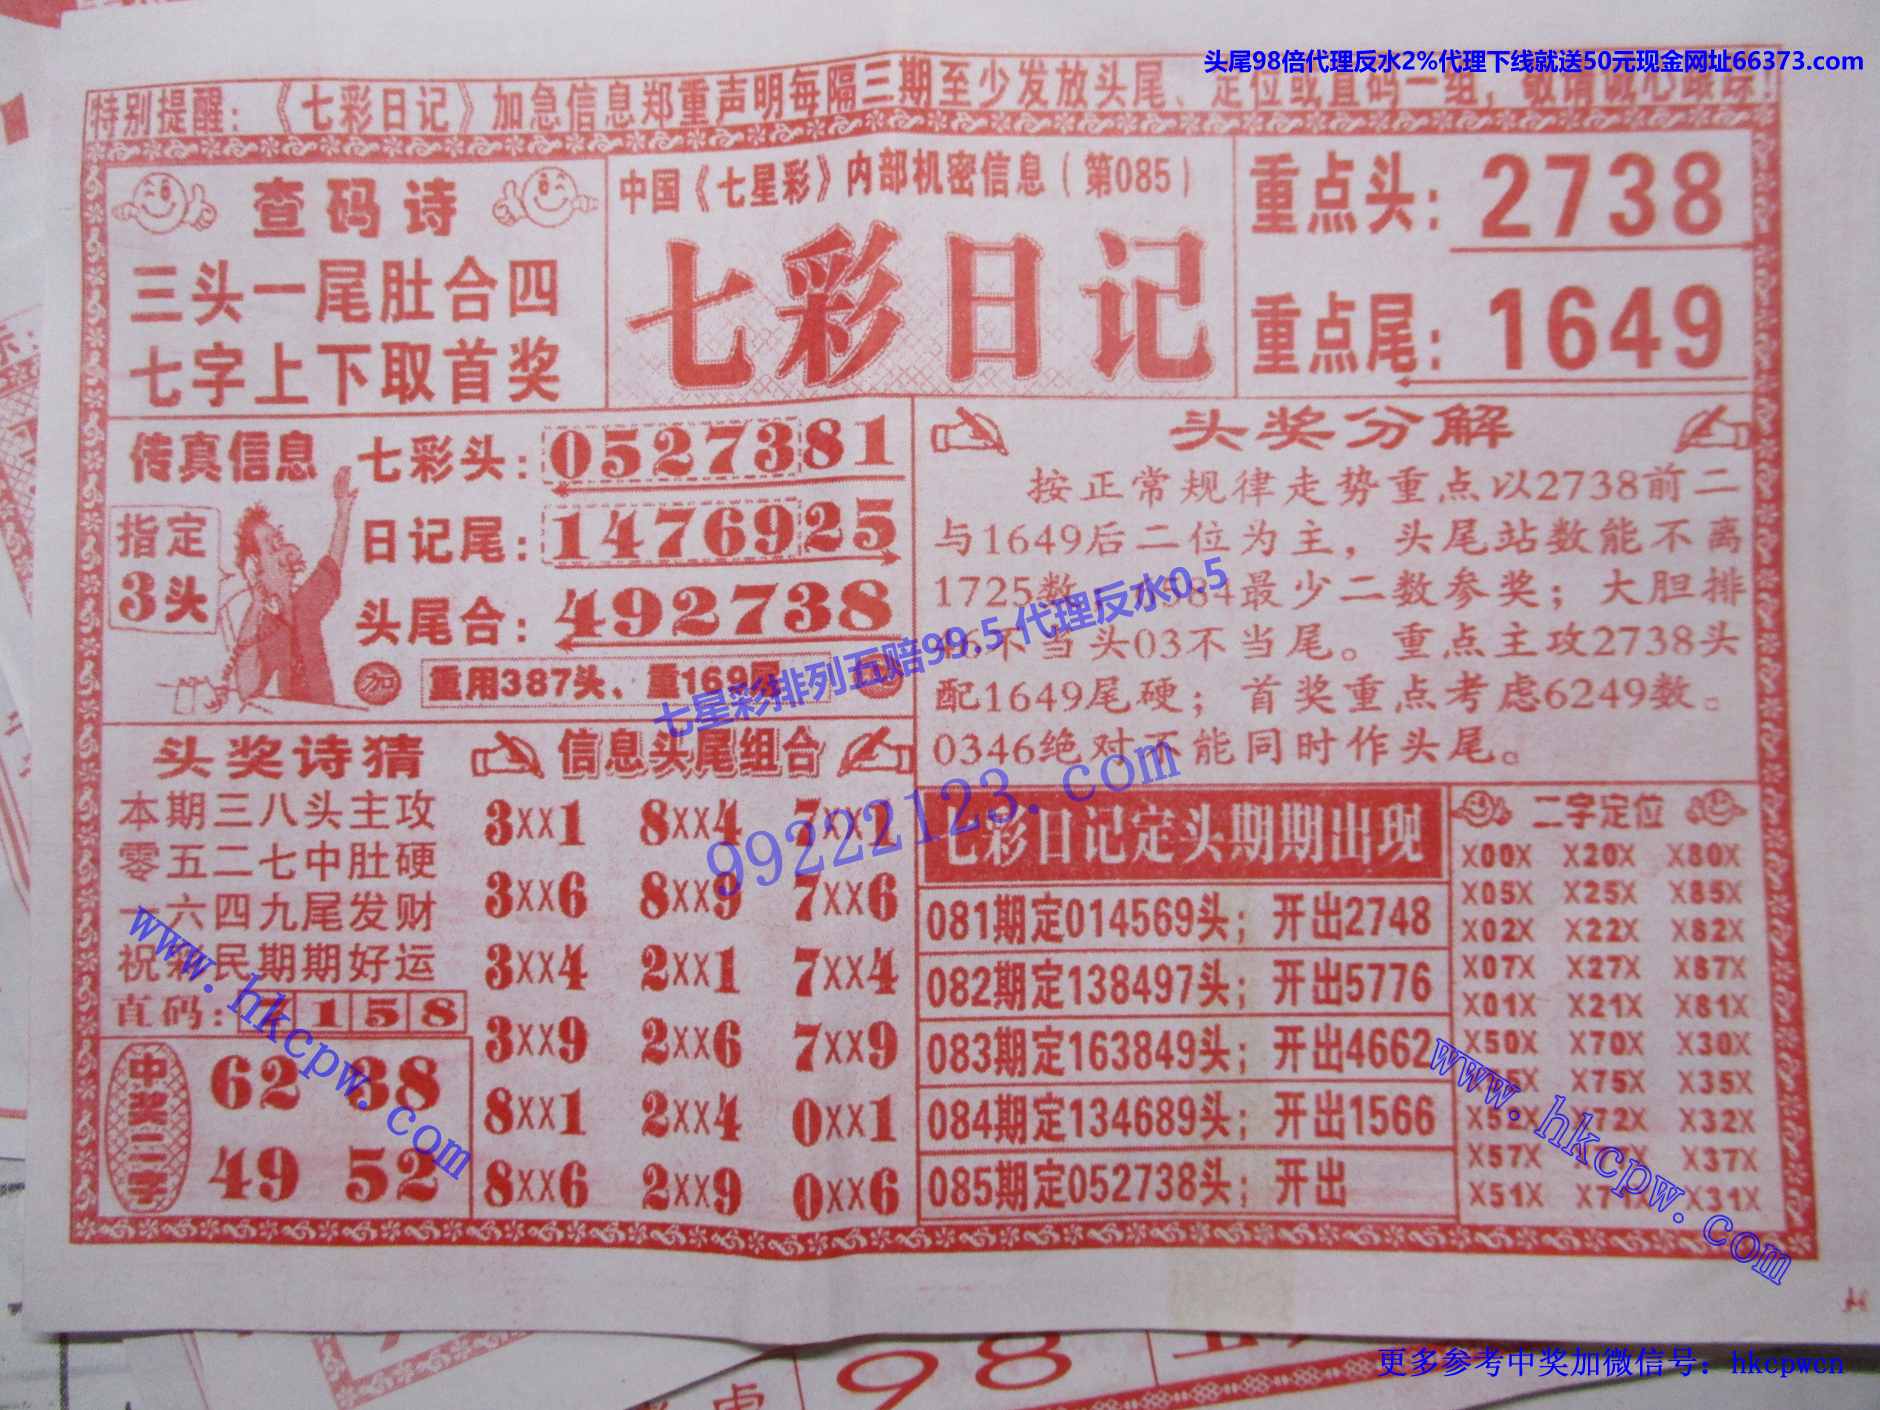 头尾98倍代理反水2%代理下线就送50元现金网址66373.com
特别提醒：《七彩日记》加急信息郑重声明每隔三期至少发放头尾、定位或直码一组，敬请诚心跟踪！
查码诗
三头一尾肚合四
七字上下取首奖
中国《七星彩》内部机密信息（第085）
七彩日记
重点头：2738
重点尾：1649
传真信息
指定
3头
七彩头：0527381
日记尾：1476925
头尾合：492738
加
重用387头、重169尾
头奖分解
按正常规律走势重点以2738前二
与1649后二位为主，头尾站数能不离
1725数，584最少二数参奖；大胆排
6不当头03不当尾。重点主攻2738头
配1649尾硬；首奖重点考虑6249数。
0346绝对不能同时作头尾。
七星彩排列五赔99.5 代理反水0.5
99222123.com
头奖诗猜
本期三八头主攻
零五二七中肚硬
一六四九尾发财
祝彩民期期好运
直码：7 1 5 8
中奖二字
62 38
49 52
信息头尾组合
3XX1 8XX4 7XX1
3XX6 8XX9 7XX6
3XX4 2XX1 7XX4
3XX9 2XX6 7XX9
8XX1 2XX4 0XX1
8XX6 2XX9 0XX6
七彩日记定头期期出现
081期定014569头；开出2748
082期定138497头；开出5776
083期定163849头；开出4662
084期定134689头；开出1566
085期定052738头；开出
二字定位
X00X X20X X80X
X05X X25X X85X
X02X X22X X82X
X07X X27X X87X
X01X X21X X81X
X50X X70X X30X
X75X X35X
X52X X72X X32X
X57X X37X
X51X X71X X31X
www.hkcpw.com
www.hkcpw.com
98
更多参考中奖加微信号：hkcpwcn